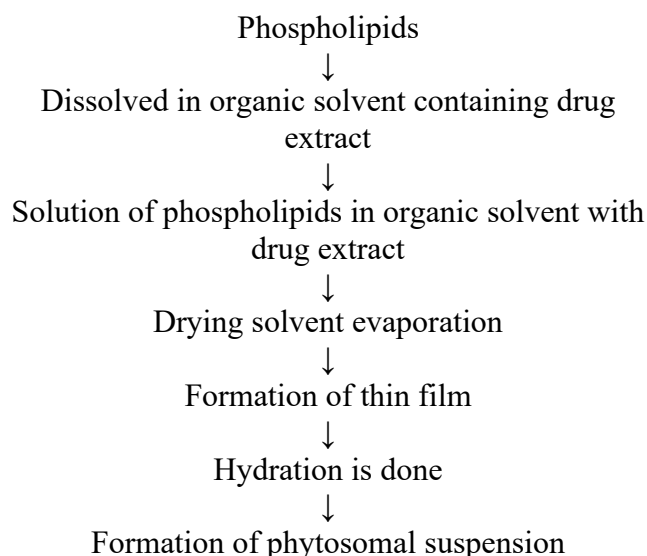 Phospholipids
↓
Dissolved in organic solvent containing drug
extract
↓
Solution of phospholipids in organic solvent with
drug extract
↓
Drying solvent evaporation
↓
Formation of thin film
↓
Hydration is done
↓
Formation of phytosomal suspension